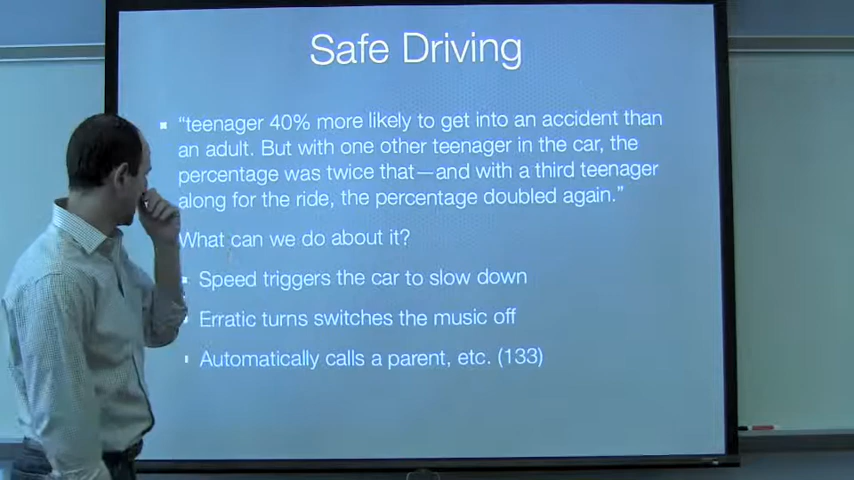 Safe Driving
"teenager 40% more likely to get into an accident than
an adult. But with one other teenager in the car, the
percentage was twice that—and with a third teenager
along for the ride, the percentage doubled again."
What can we do about it?
Speed triggers the car to slow down
Erratic turns switches the music off
Automatically calls a parent, etc. (133)